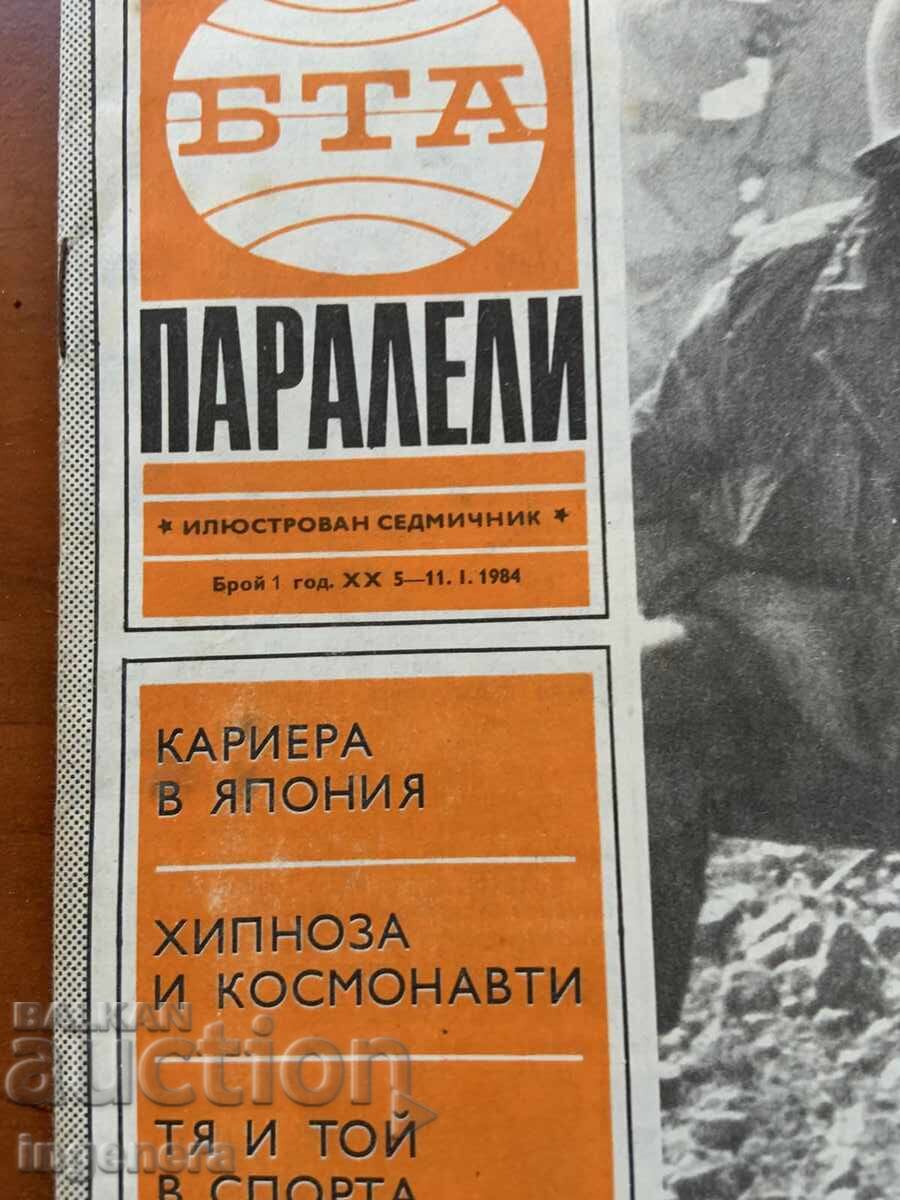 БТА
ПАРАЛЕЛИ
★ ИЛЮСТРОВАН СЕДМИЧНИК ★
Брой 1 год. XX 5—11. I. 1984
КАРИЕРА
В ЯПОНИЯ
ХИПНОЗА
И КОСМОНАВТИ
ТЯ И ТОЙ
В СПОРТА
BALKAN
auction
ingenera